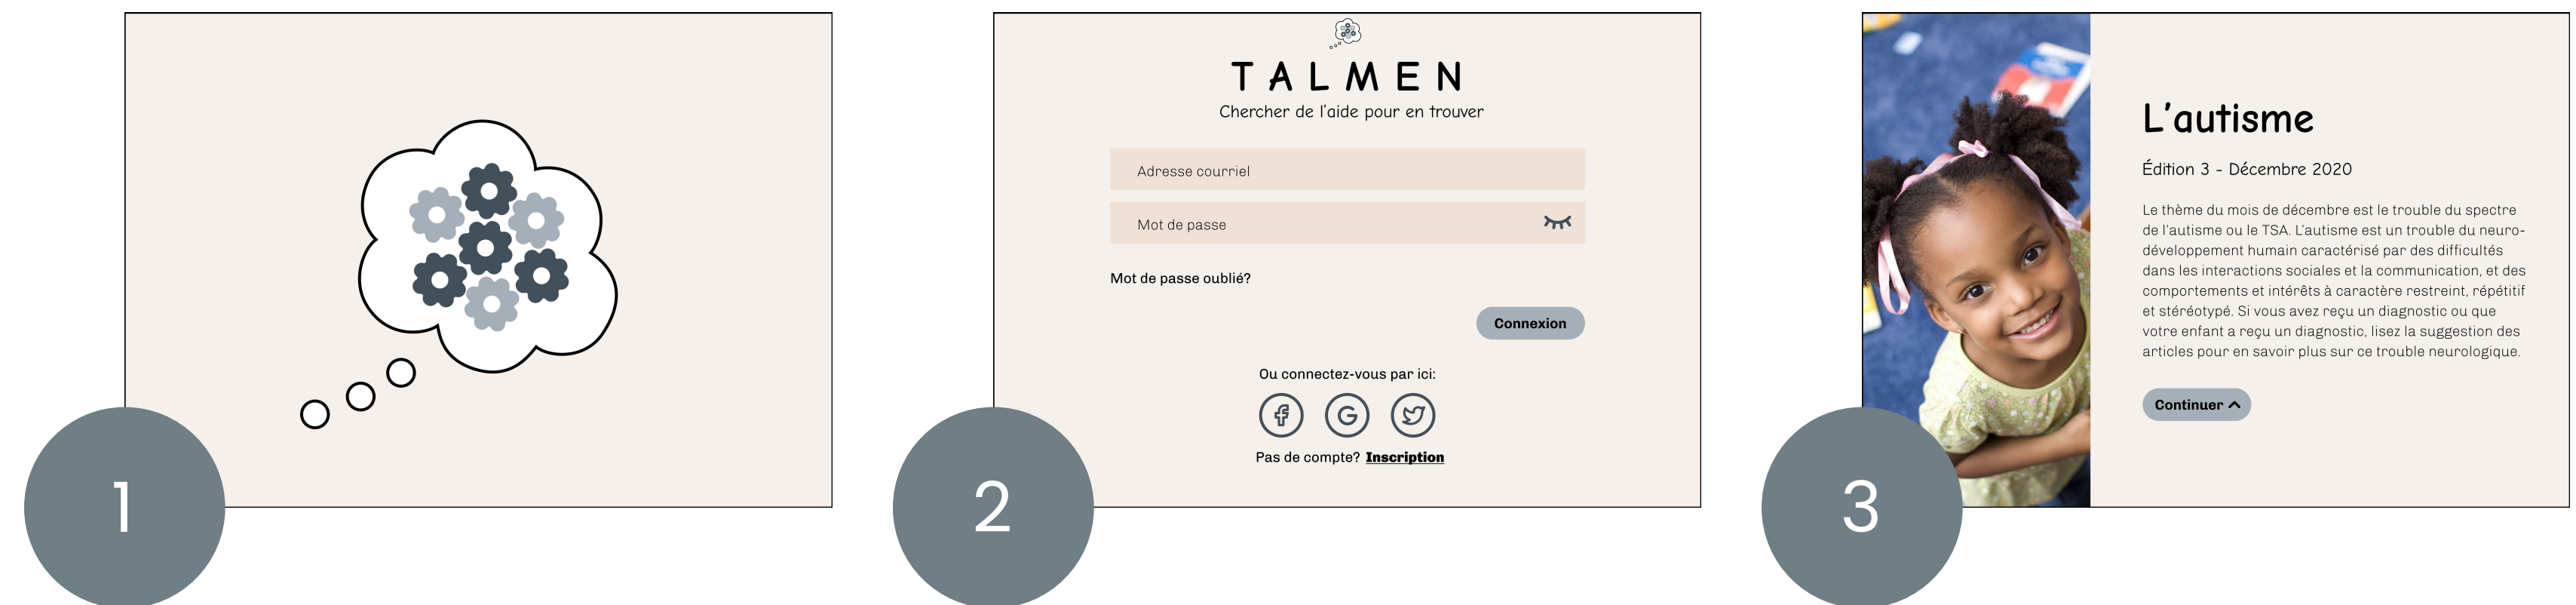 1
TALMEN
Chercher de l'aide pour en trouver
Adresse courriel
Mot de passe
Mot de passe oublié?
Connexion
Ou connectez-vous par ici:
Pas de compte? Inscription
2
L'autisme
Édition 3 - Décembre 2020
Le thème du mois de décembre est le trouble du spectre
de l'autisme ou le TSA. L'autisme est un trouble du neuro-
développement humain caractérisé par des difficultés
dans les interactions sociales et la communication, et des
comportements et intérêts à caractère restreint, répétitif
et stéréotypé. Si vous avez reçu un diagnostic ou que
votre enfant a reçu un diagnostic, lisez la suggestion des
articles pour en savoir plus sur ce trouble neurologique.
Continuer
3